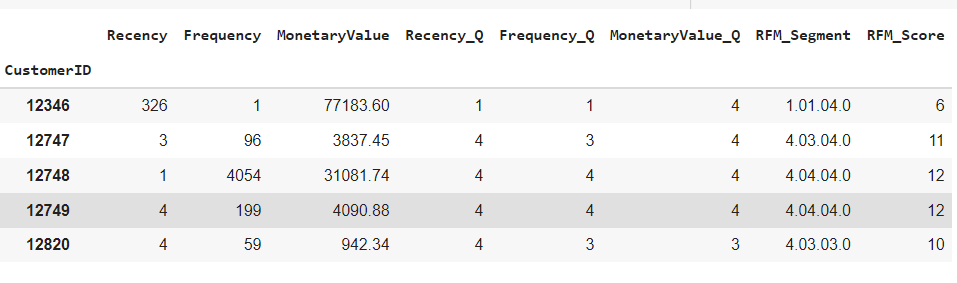 Recency Frequency MonetaryValue Recency_Q Frequency_Q MonetaryValue_Q RFM_Segment RFM_Score
CustomerID
12346 326 1 77183.60 1 1 4 1.01.04.0 6
12747 3 96 3837.45 4 3 4 4.03.04.0 11
12748 1 4054 31081.74 4 4 4 4.04.04.0 12
12749 4 199 4090.88 4 4 4 4.04.04.0 12
12820 4 59 942.34 4 3 3 4.03.03.0 10